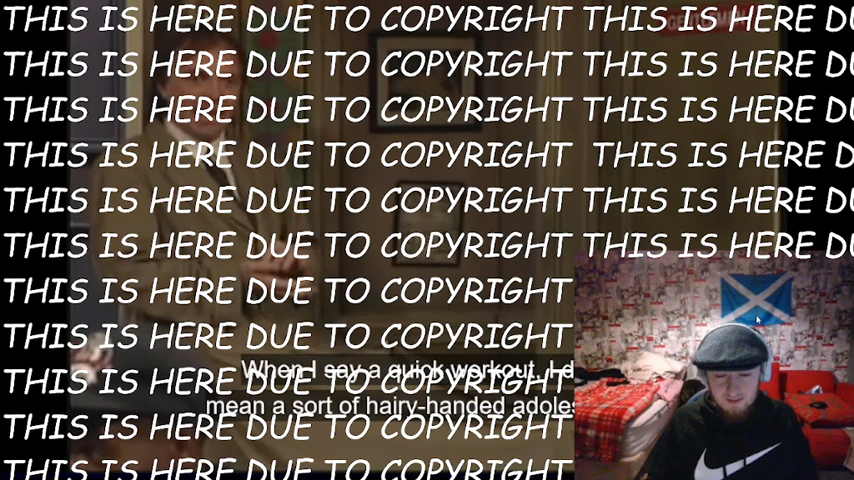 THIS IS HERE DUE TO COPYRIGHT THIS IS HERE DU
THIS IS HERE DUE TO COPYRIGHT THIS IS HERE DU
THIS IS HERE DUE TO COPYRIGHT THIS IS HERE DU
THIS IS HERE DUE TO COPYRIGHT THIS IS HERE D
THIS IS HERE DUE TO COPYRIGHT THIS IS HERE DU
THIS IS HERE DUE TO COPYRIGHT THIS IS HERE DU
THIS IS HERE DUE TO COPYRIGHT
THIS IS HERE DUE TO COPYRIGHT
When I say a quick workout, I d
THIS IS HERE DUE TO COPYRIGHT
mean a sort of hairy-handed adoles
THIS IS HERE DUE TO COPYRIGHT
THIS IS HERE DUE TO COPYRIGHT